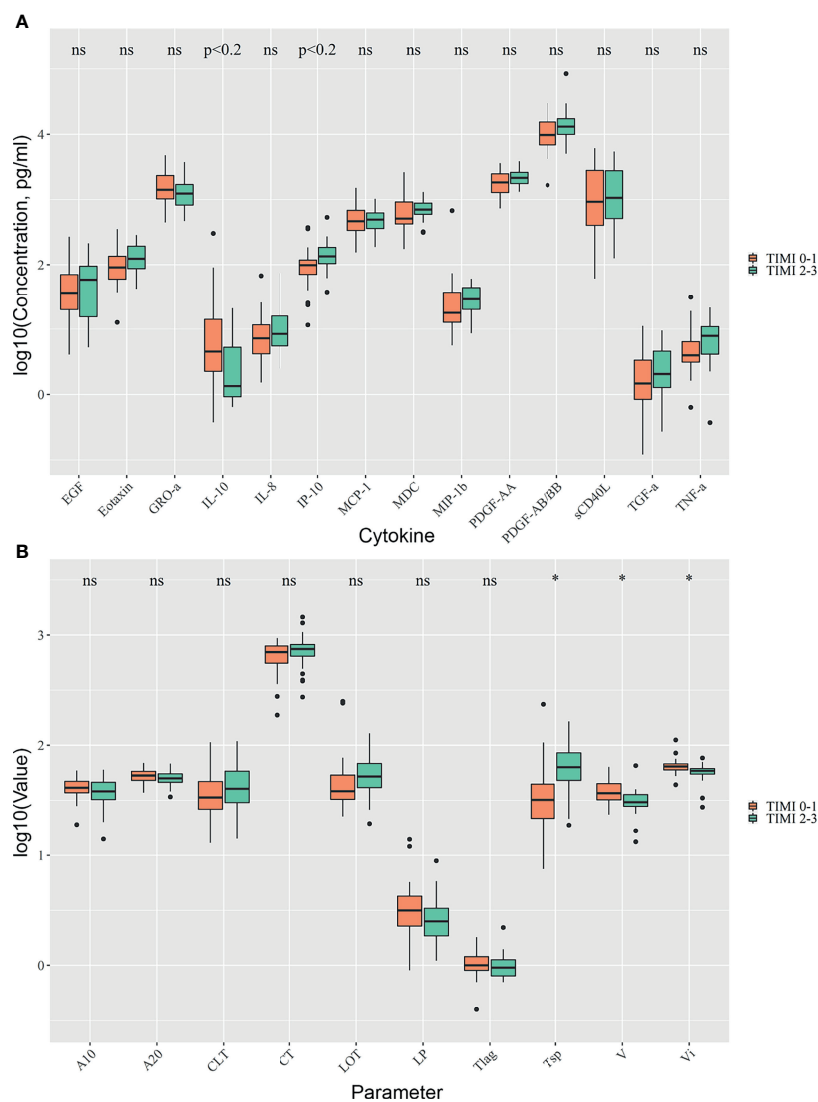 A
ns ns ns p<0.2 ns p<0.2 ns ns ns ns ns ns ns ns
log10(Concentration, pg/ml)
4
2
0
TIMI 0-1
TIMI 2-3
EGF Eotaxin GRO-a IL-10 IL-8 IP-10 MCP-1 MDC MIP-1b PDGF-AA PDGF-AB/BB sCD40L TGF-a TNF-a
Cytokine
B
ns ns ns ns ns ns ns * * *
log10(Value)
3
2
1
0
TIMI 0-1
TIMI 2-3
A10 A20 CLT CT LOT LP Tlag Tsp V Vi
Parameter